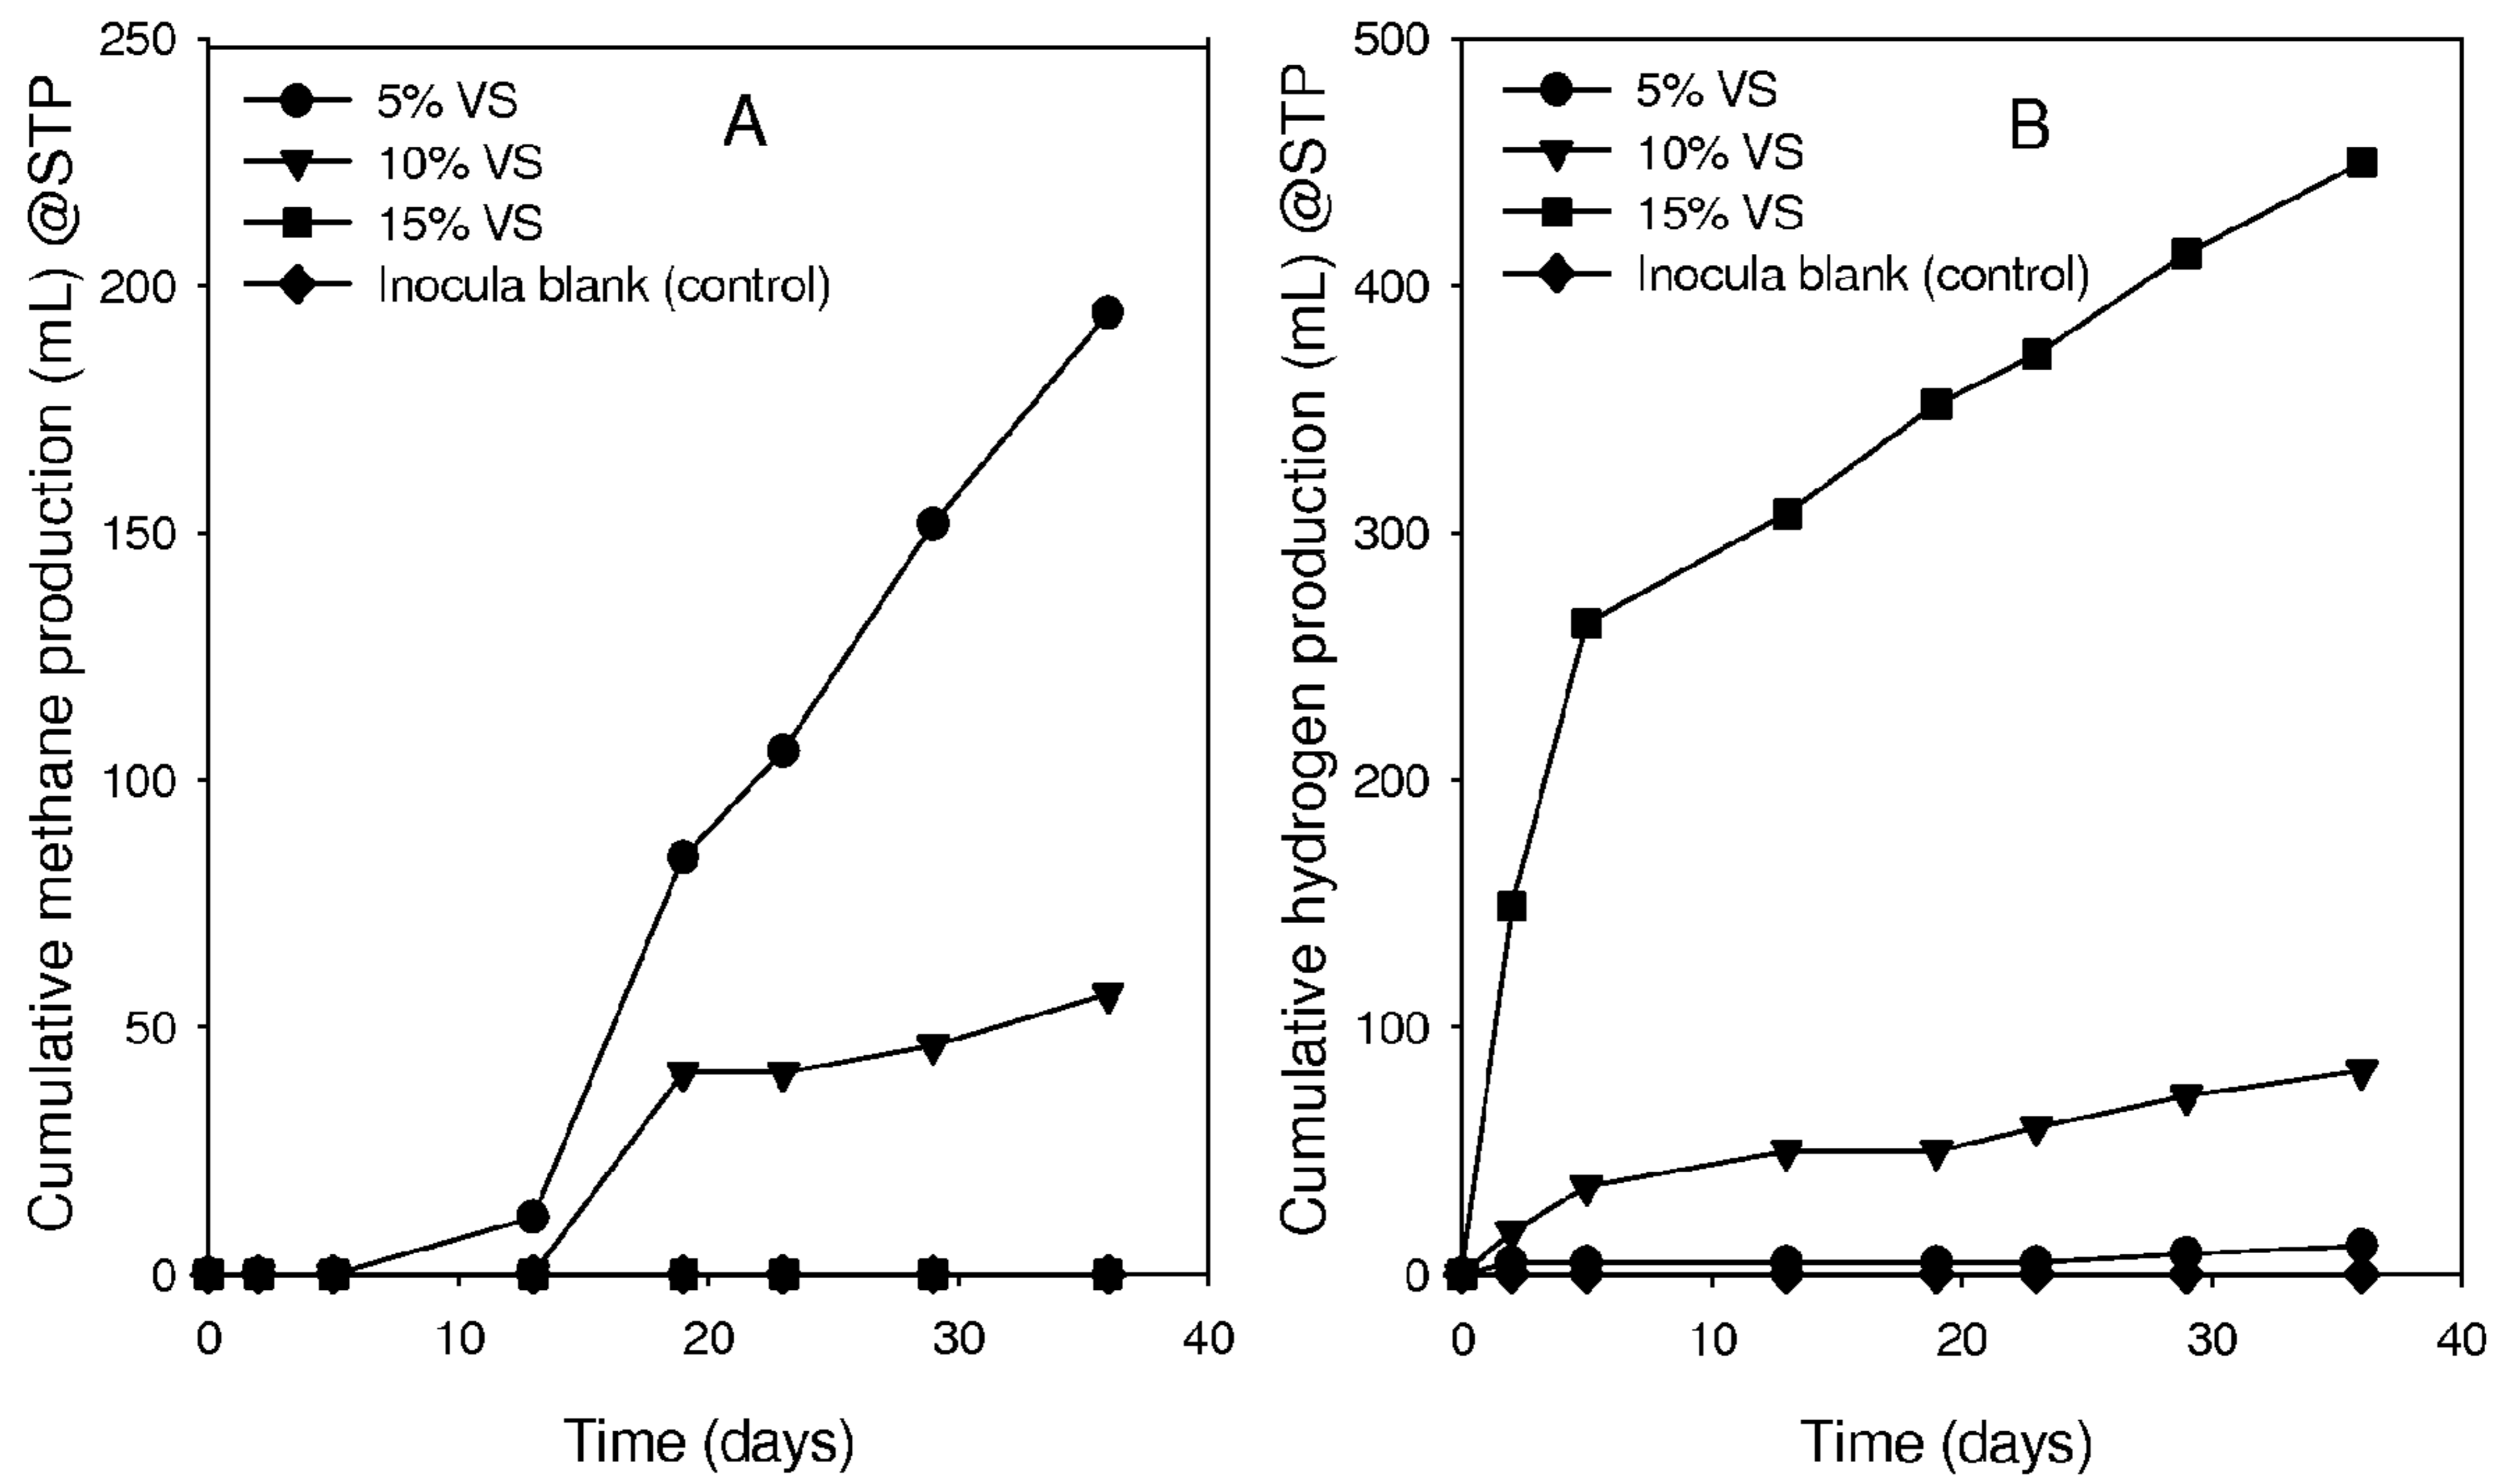 Cumulative methane production (mL) @STP
250
200
150
100
50
0
5% VS
10% VS
15% VS
Inocula blank (control)
A
0 10 20 30 40
Time (days)
Cumulative hydrogen production (mL) @STP
500
400
300
200
100
0
5% VS
10% VS
15% VS
Inocula blank (control)
B
0 10 20 30 40
Time (days)